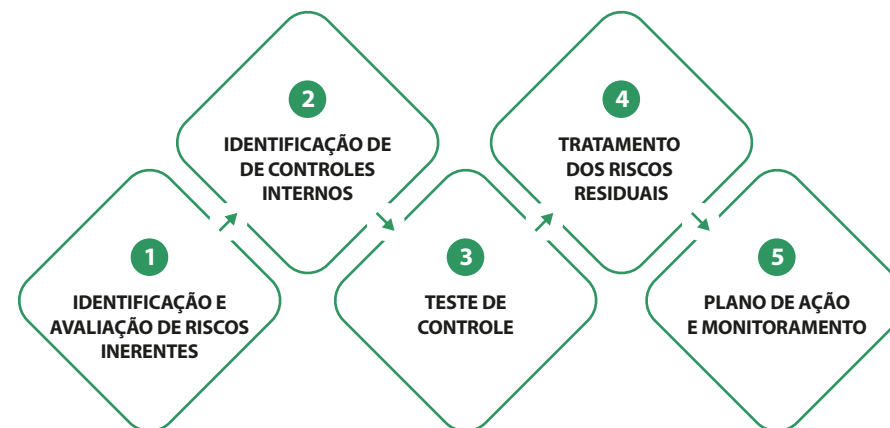 1
IDENTIFICAÇÃO E
AVALIAÇÃO DE RISCOS
INERENTES
2
IDENTIFICAÇÃO DE
DE CONTROLES
INTERNOS
3
TESTE DE
CONTROLE
4
TRATAMENTO
DOS RISCOS
RESIDUAIS
5
PLANO DE AÇÃO
E MONITORAMENTO